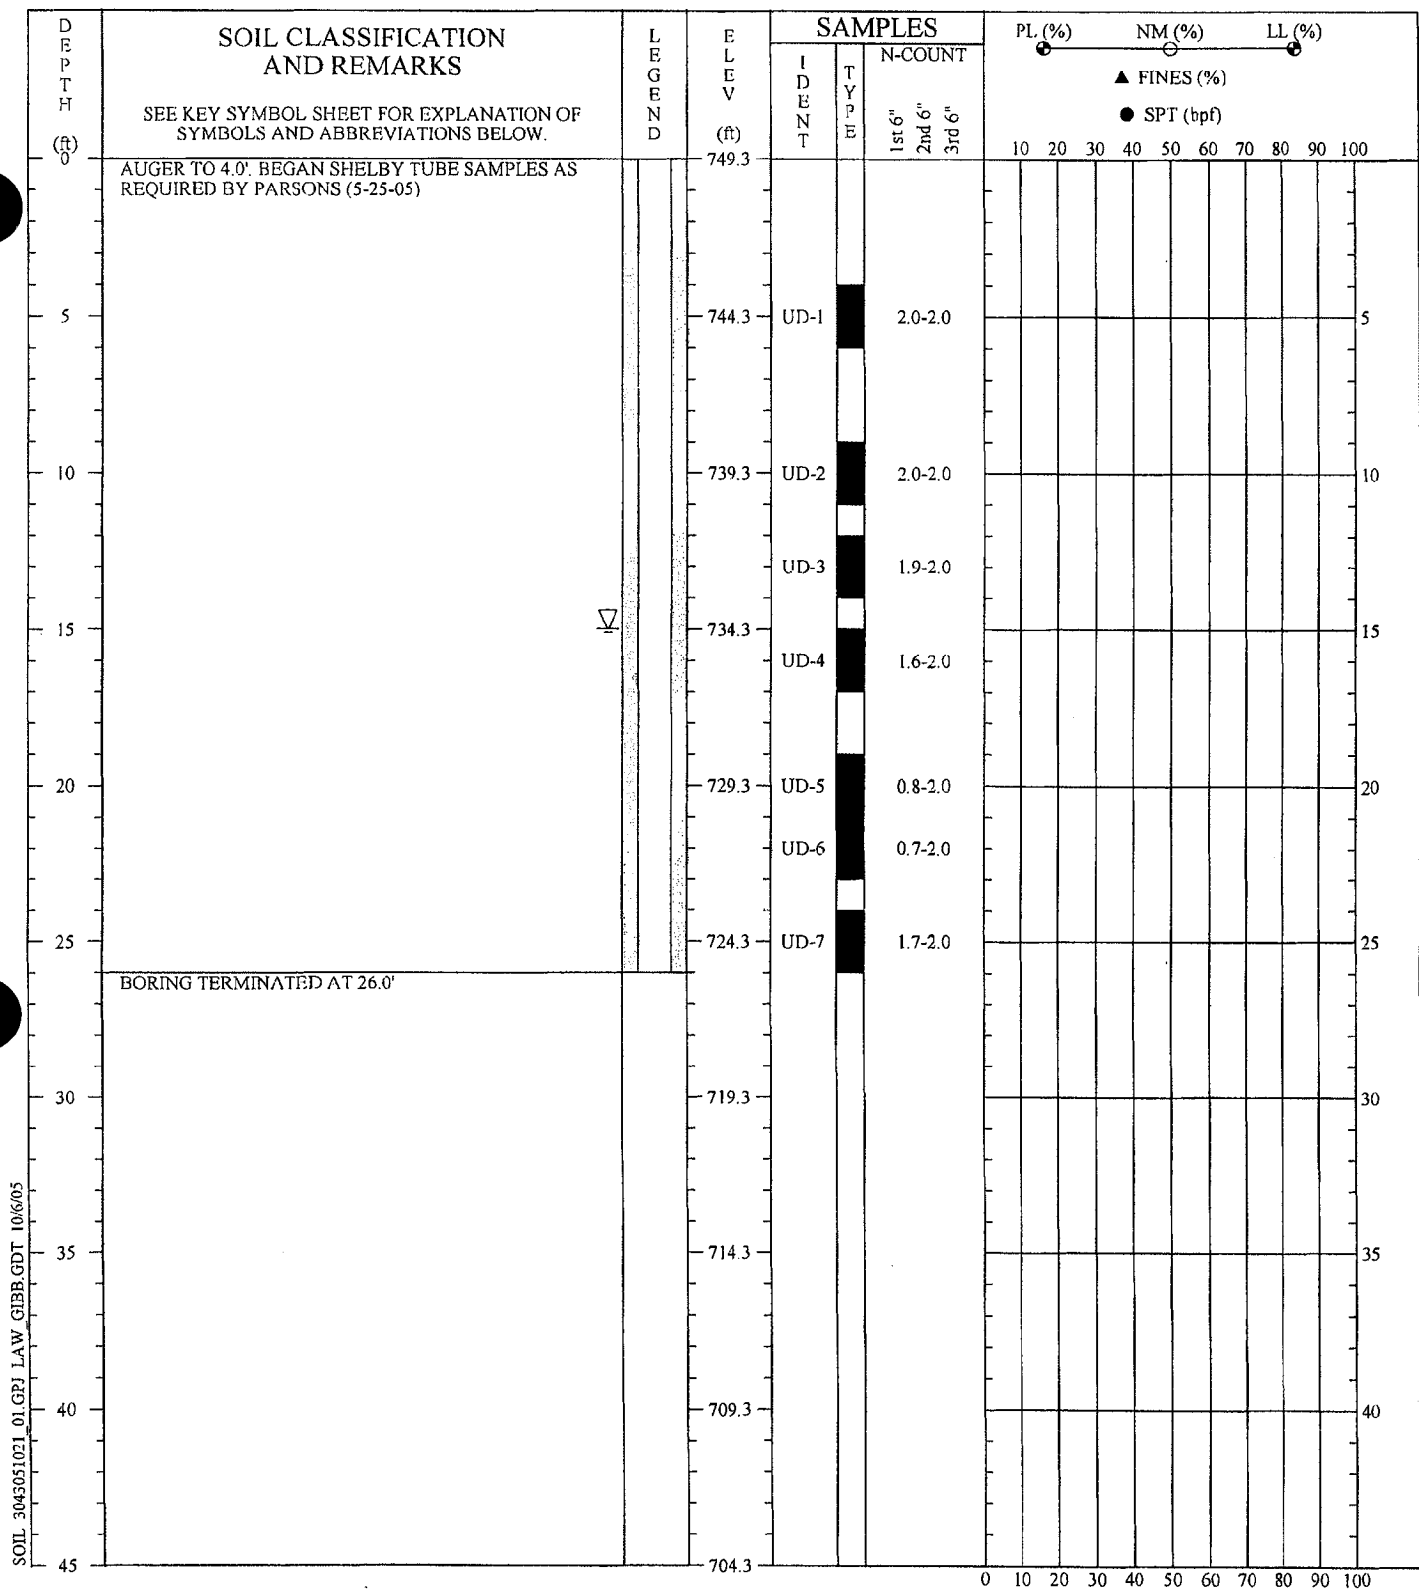 DEPTH (ft)
SOIL CLASSIFICATION
AND REMARKS
SEE KEY SYMBOL SHEET FOR EXPLANATION OF
SYMBOLS AND ABBREVIATIONS BELOW.
LEGEND
ELEV (ft)
SAMPLES
IDENT
TYPE
N-COUNT
1st 6"
2nd 6"
3rd 6"
PL (%) NM (%) LL (%)
▲ FINES (%)
● SPT (bpf)
10 20 30 40 50 60 70 80 90 100
0 749.3
AUGER TO 4.0'. BEGAN SHELBY TUBE SAMPLES AS
REQUIRED BY PARSONS (5-25-05)
5 744.3 UD-1 2.0-2.0 5
10 739.3 UD-2 2.0-2.0 10
UD-3 1.9-2.0
15 734.3 15
UD-4 1.6-2.0
20 729.3 UD-5 0.8-2.0 20
UD-6 0.7-2.0
25 724.3 UD-7 1.7-2.0 25
BORING TERMINATED AT 26.0'
30 719.3 30
35 714.3 35
40 709.3 40
45 704.3
0 10 20 30 40 50 60 70 80 90 100
SOIL 3043051021_01.GPJ LAW_GIBB.GDT 10/6/05